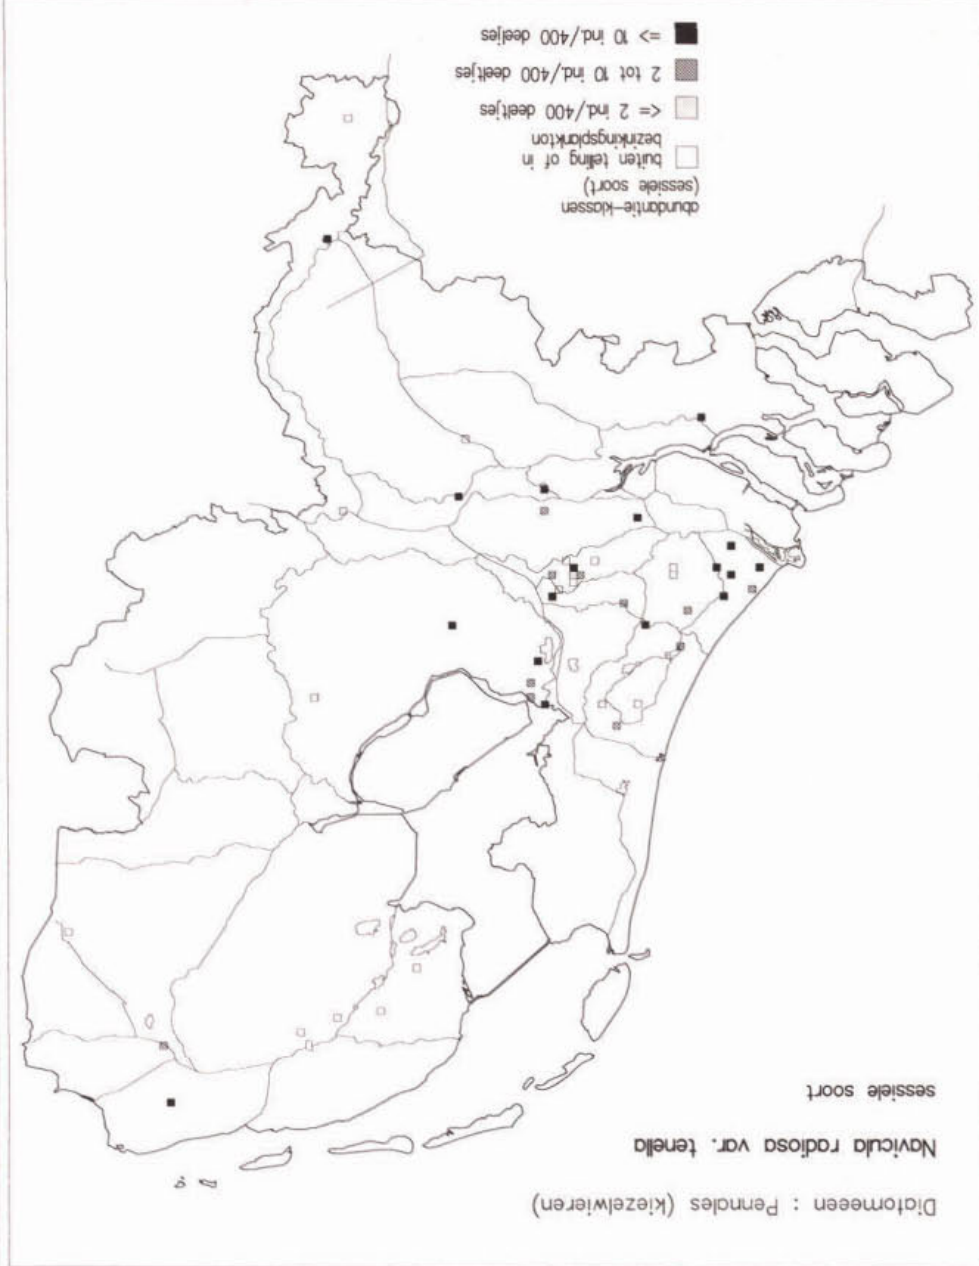 Diatomeeen : Pennales (kiezelwieren)
Navicula radiosa var. tenella
sessiele soort
abundantie-klassen
(sessiele soort)
buiten telling of in
bezinkingsplankton
<= 2 ind./400 deeltjes
2 tot 10 ind./400 deeltjes
=> 10 ind./400 deeltjes